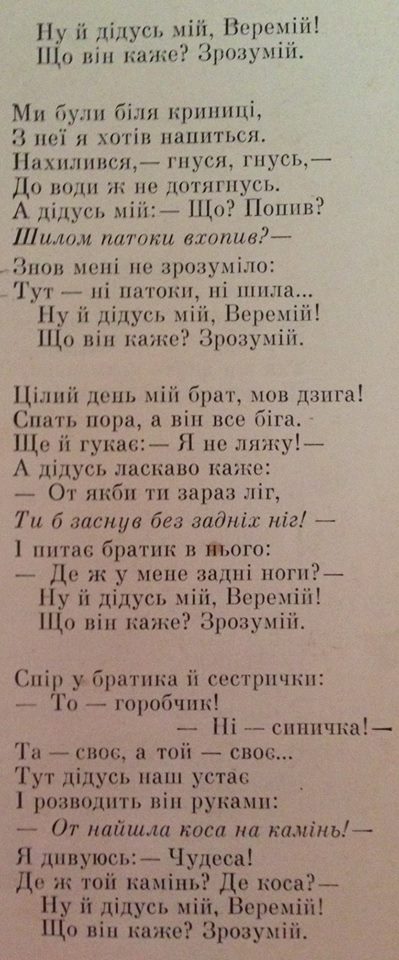 Ну й дідусь мій, Веремій!
Що він каже? Зрозумій.
Ми були біля криниці,
З неї я хотів напиться.
Нахилився,— гнуся, гнусь,—
До води ж не дотягнусь.
А дідусь мій:— Що? Попив?
Шилом патоки вхопив?—
Знов мені не зрозуміло:
Тут — ні патоки, ні шила...
Ну й дідусь мій, Веремій!
Що він каже? Зрозумій.
Цілий день мій брат, мов дзига!
Спать пора, а він все біга.
Ще й гукає:— Я не ляжу!—
А дідусь ласкаво каже:
— От якби ти зараз ліг,
Ти б заснув без задніх ніг! —
І питає братик в нього:
— Де ж у мене задні ноги?—
Ну й дідусь мій, Веремій!
Що він каже? Зрозумій.
Спір у братика й сестрички:
— То — горобчик!
— Ні — синичка!—
Та — своє, а той — своє...
Тут дідусь наш устає
І розводить він руками:
— От найшла коса на камінь!—
Я дивуюсь:— Чудеса!
Де ж той камінь? Де коса?—
Ну й дідусь мій, Веремій!
Що він каже? Зрозумій.